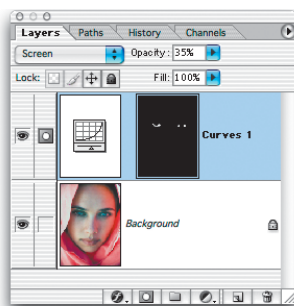 Layers Paths History Channels
Screen Opacity: 35%
Lock: Fill: 100%
Curves 1
Background